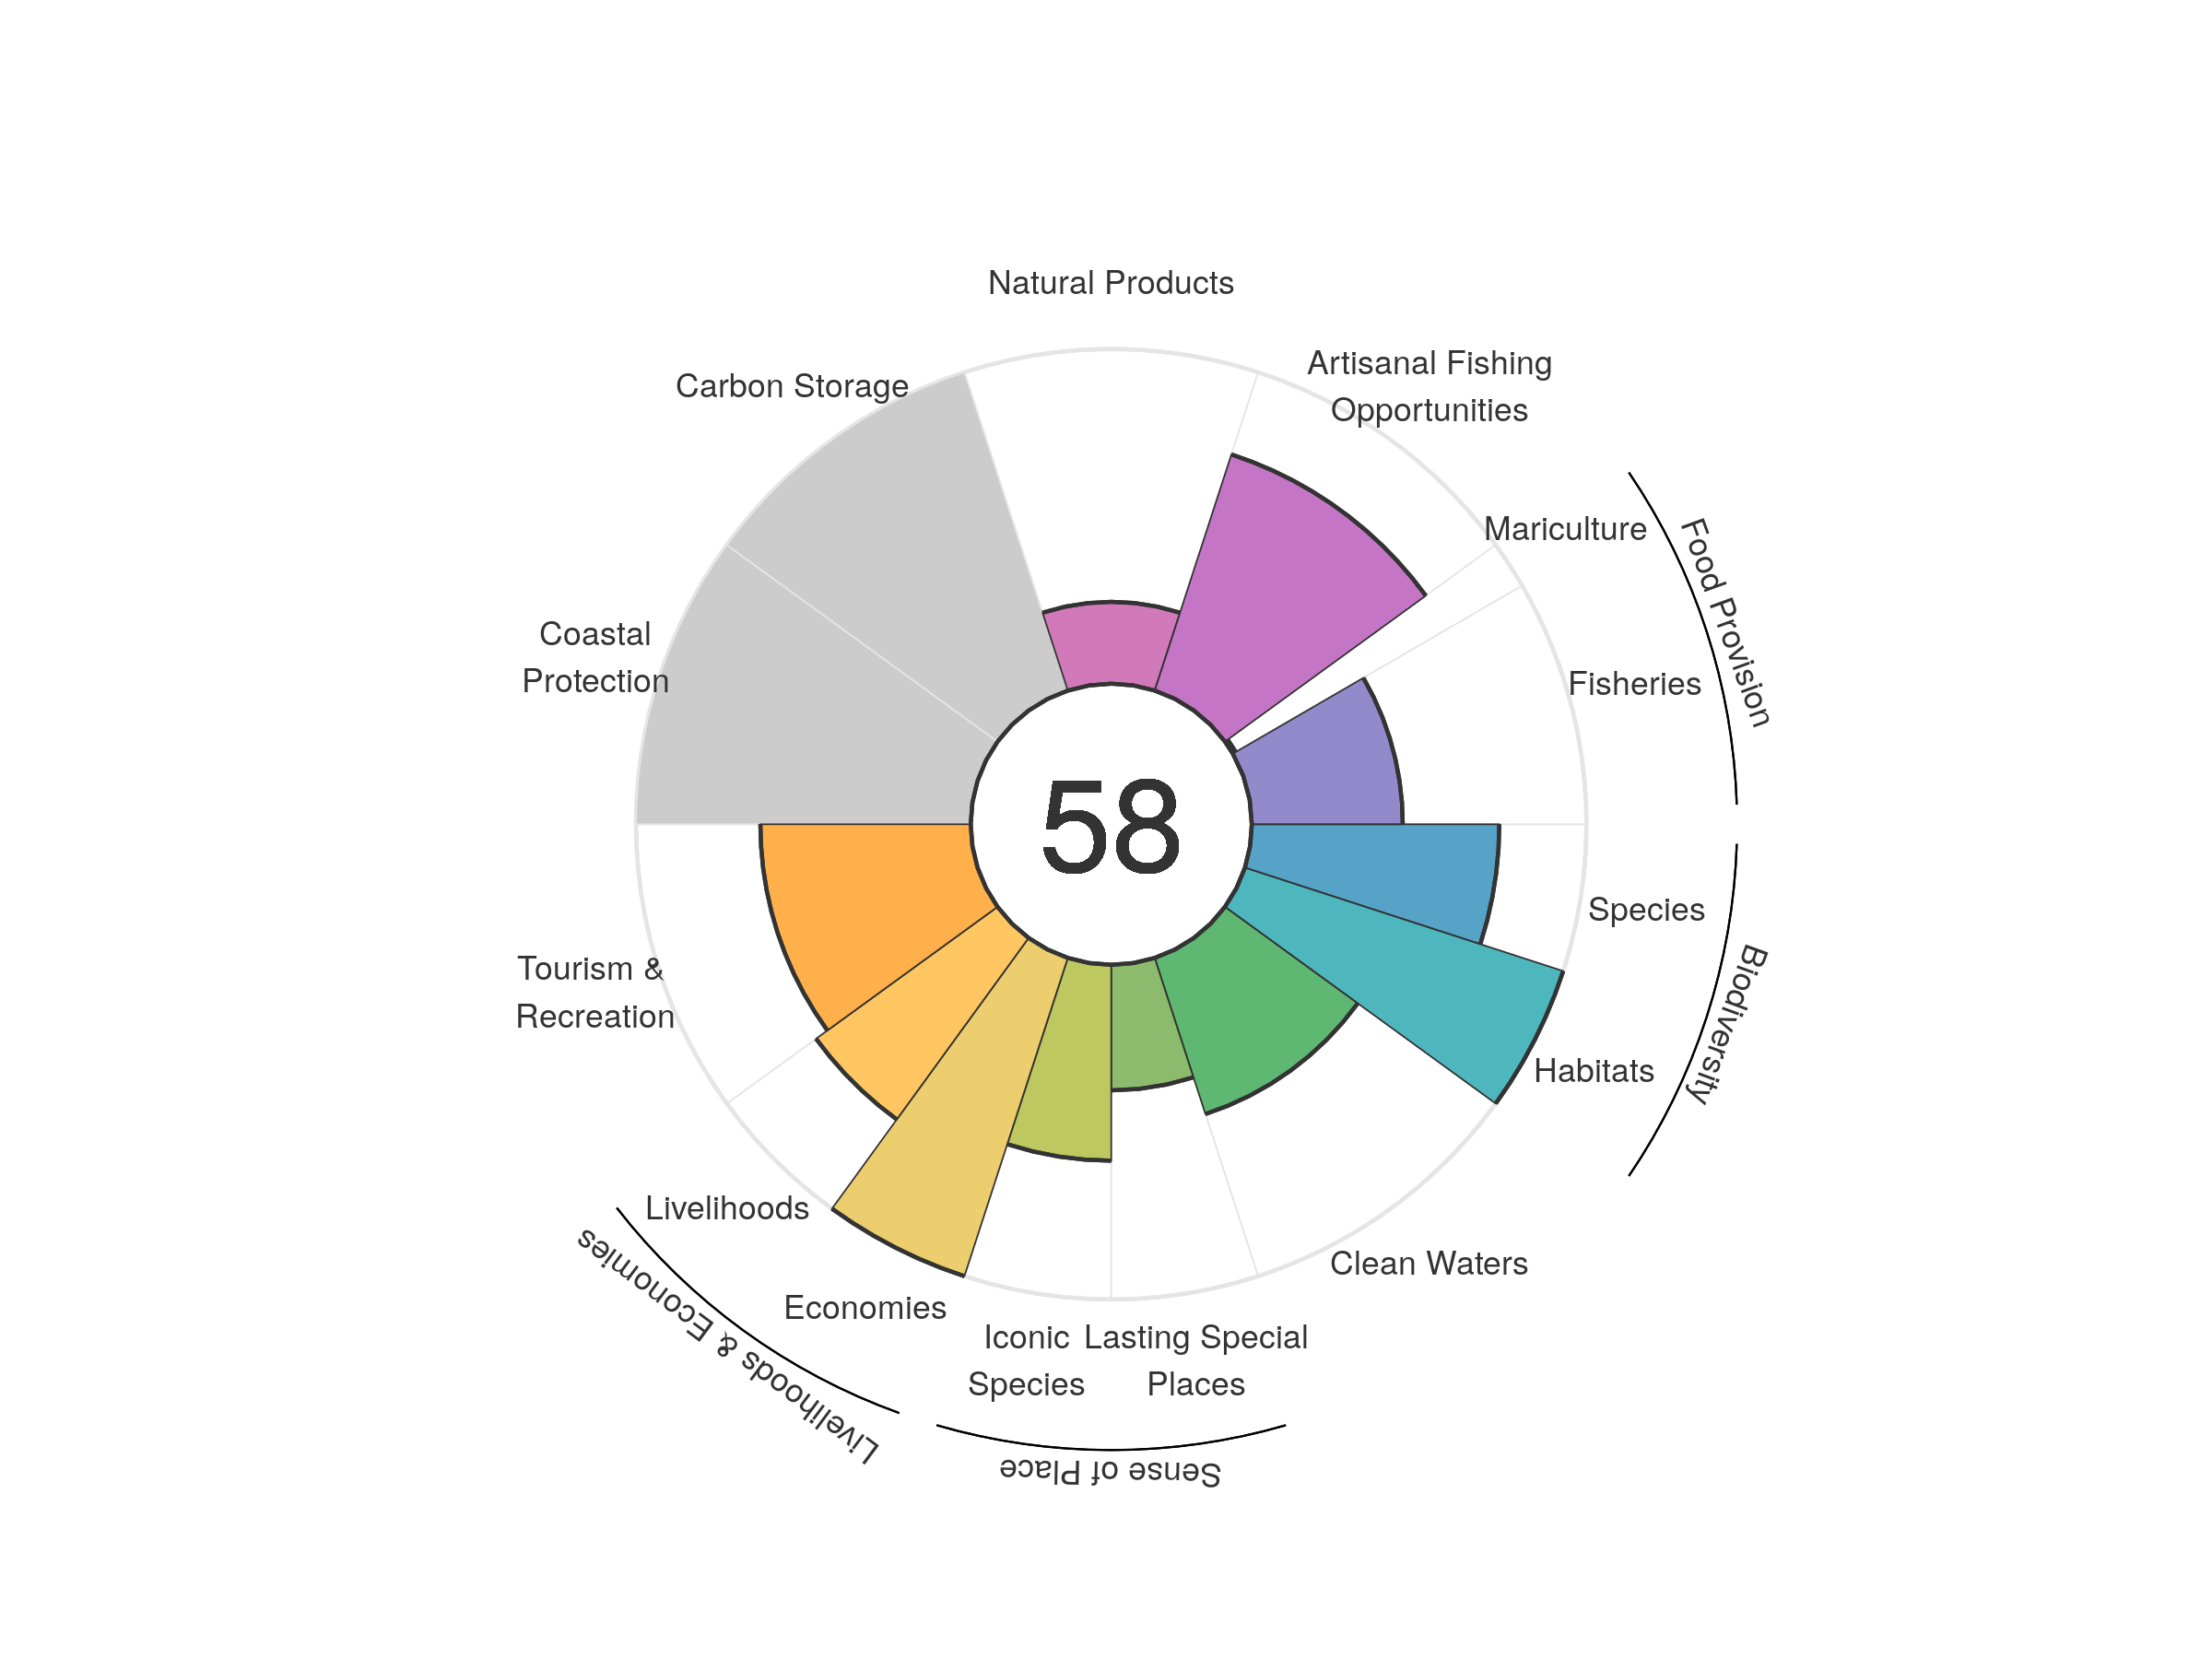 Natural Products
Artisanal Fishing
Opportunities
Carbon Storage
Mariculture
Food Provision
Coastal
Protection
Fisheries
58
Species
Biodiversity
Tourism &
Recreation
Habitats
Livelihoods
Clean Waters
Livelihoods & Economies
Economies
Iconic
Species
Lasting Special
Places
Sense of Place